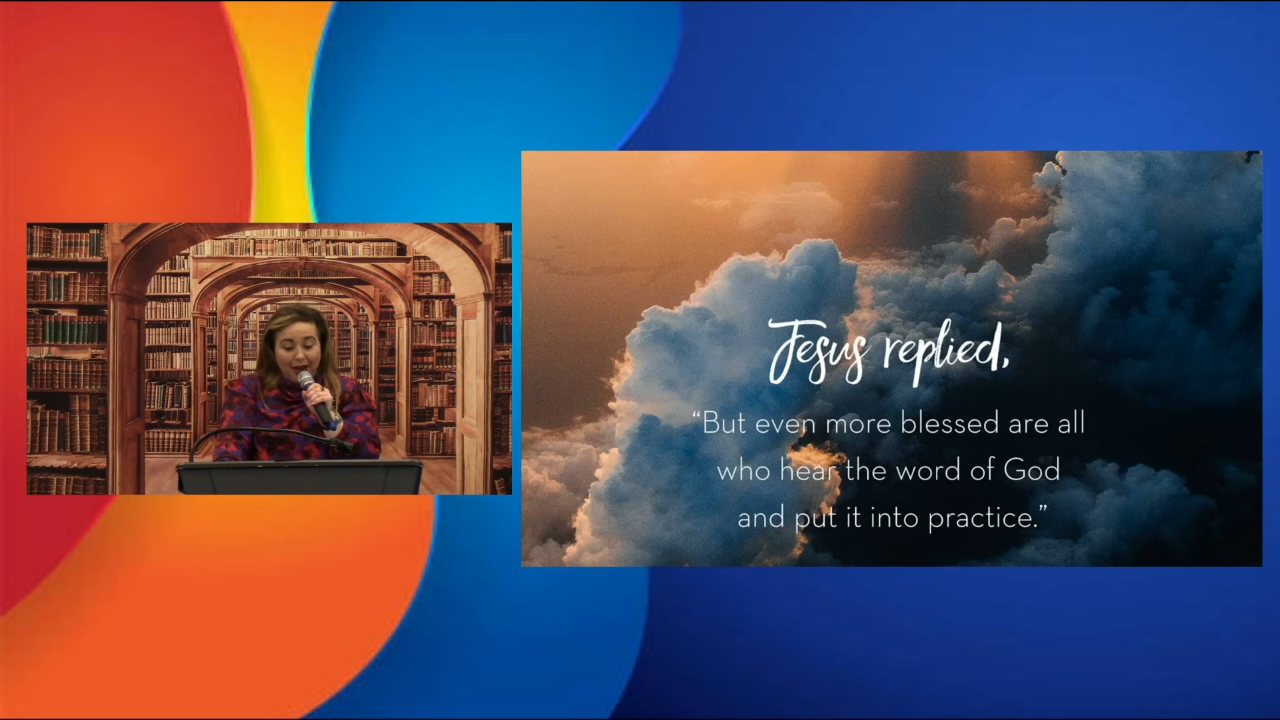 Jesus replied,
“But even more blessed are all
who hear the word of God
and put it into practice.”